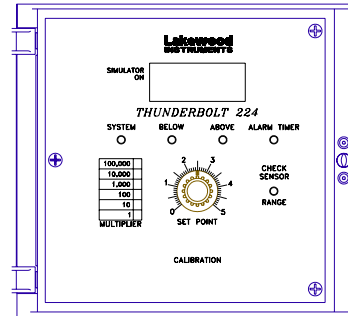 Lakewood
INSTRUMENTS
SIMULATOR
ON
THUNDERBOLT 224
SYSTEM BELOW ABOVE ALARM TIMER
100,000
10,000
1,000
100
10
1
MULTIPLIER
0 1 2 3 4 5
SET POINT
CHECK
SENSOR
RANGE
CALIBRATION